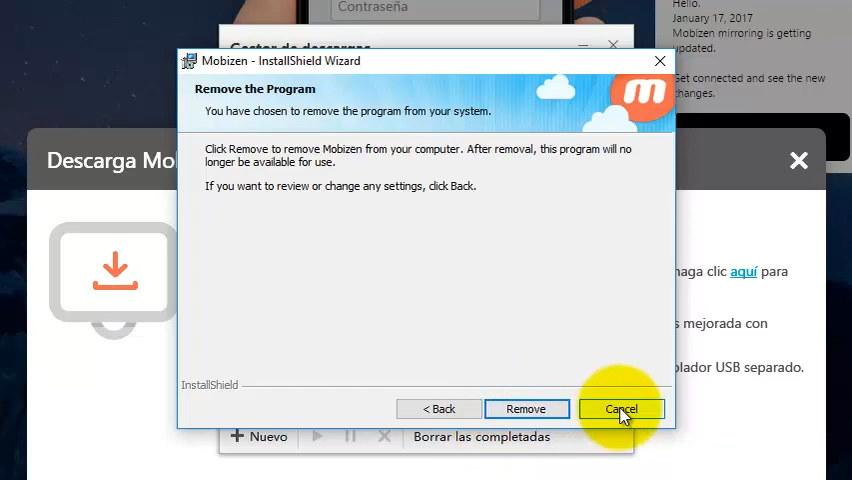 Contraseña
Hello.
January 17, 2017
Mobizen mirroring is getting
updated.
Get connected and see the new
changes.
Gestor de descargas
Mobizen - InstallShield Wizard
Remove the Program
You have chosen to remove the program from your system.
m
Click Remove to remove Mobizen from your computer. After removal, this program will no
longer be available for use.
If you want to review or change any settings, click Back.
Descarga Mo
haga clic aquí para
s mejorada con
olador USB separado.
InstallShield
< Back
Remove
Cancel
Nuevo
Borrar las completadas